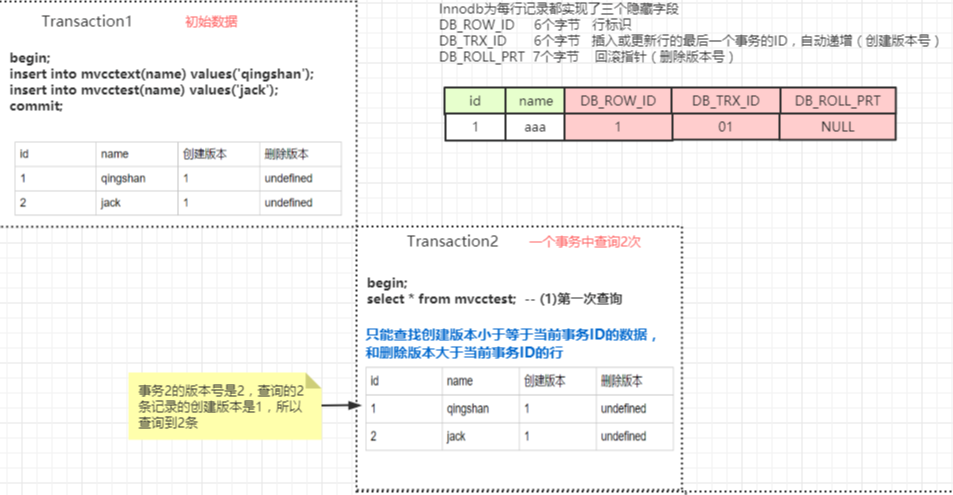 Transaction1 初始数据
begin;
insert into mvcctext(name) values('qingshan');
insert into mvcctest(name) values('jack');
commit;
id name 创建版本 删除版本
1 qingshan 1 undefined
2 jack 1 undefined
Innodb为每行记录都实现了三个隐藏字段
DB_ROW_ID 6个字节 行标识
DB_TRX_ID 6个字节 插入或更新行的最后一个事务的ID，自动递增（创建版本号）
DB_ROLL_PRT 7个字节 回滚指针（删除版本号）
id name DB_ROW_ID DB_TRX_ID DB_ROLL_PRT
1 aaa 1 01 NULL
Transaction2 一个事务中查询2次
begin;
select * from mvcctest; -- (1)第一次查询
只能查找创建版本小于等于当前事务ID的数据，
和删除版本大于当前事务ID的行
id name 创建版本 删除版本
1 qingshan 1 undefined
2 jack 1 undefined
事务2的版本号是2，查询的2
条记录的创建版本是1，所以
查询到2条